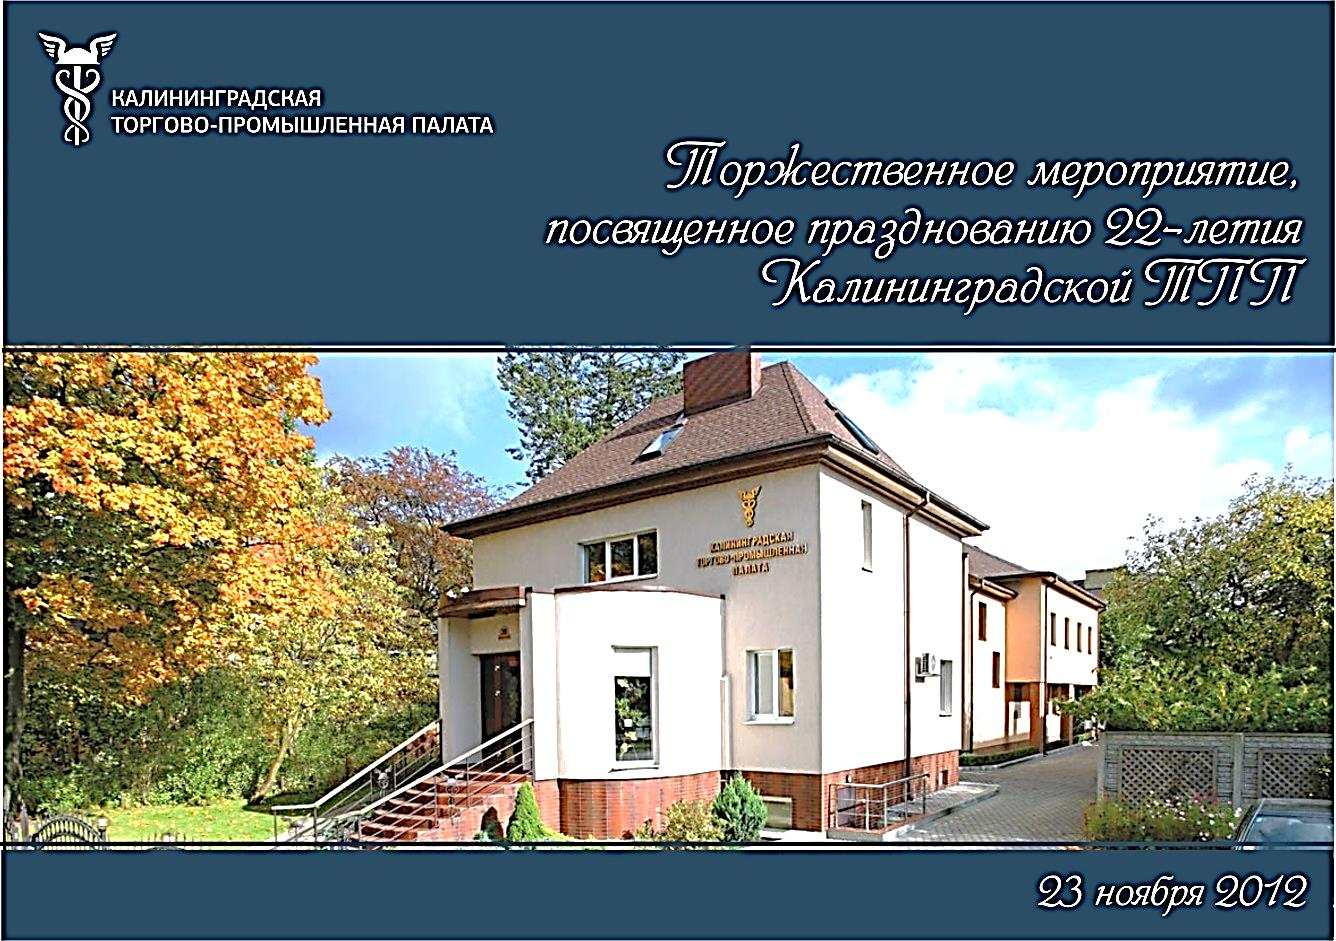 КАЛИНИНГРАДСКАЯ
ТОРГОВО-ПРОМЫШЛЕННАЯ ПАЛАТА
Торжественное мероприятие,
посвященное празднованию 22-летия
Калининградской ТПП
КАЛИНИНГРАДСКАЯ
ТОРГОВО-ПРОМЫШЛЕННАЯ
ПАЛАТА
23 ноября 2012